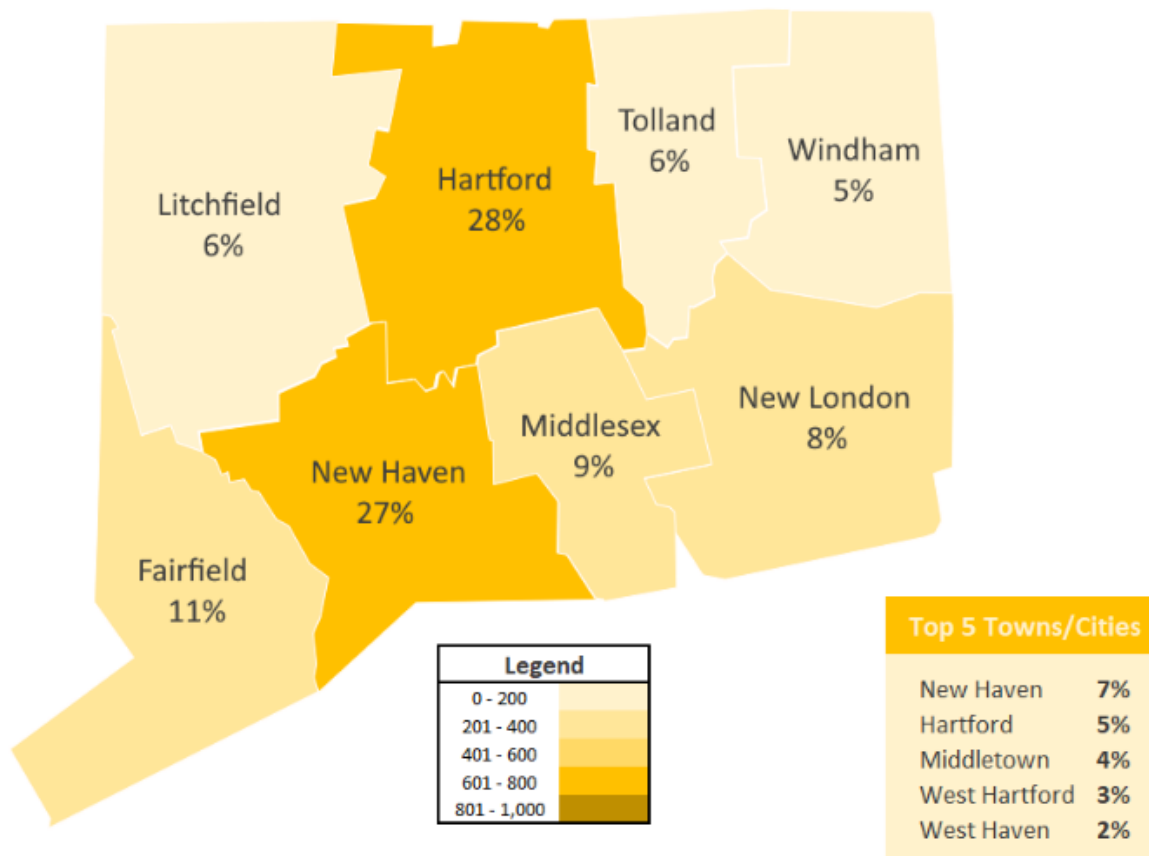 Tolland
6%
Windham
5%
Hartford
28%
Litchfield
6%
New London
8%
Middlesex
9%
New Haven
27%
Fairfield
11%
Legend
0 - 200
201 - 400
401 - 600
601 - 800
801 - 1,000
Top 5 Towns/Cities
New Haven 7%
Hartford 5%
Middletown 4%
West Hartford 3%
West Haven 2%